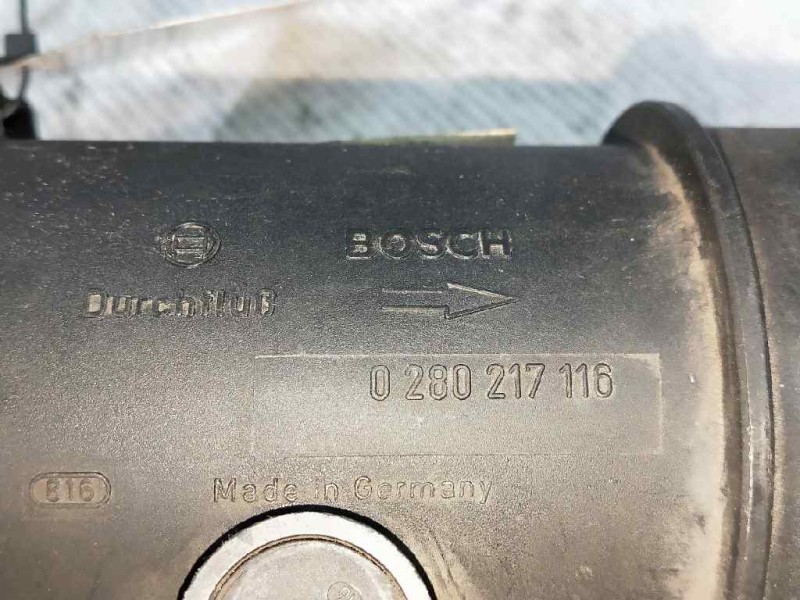 BOSCH
Durchfluß
0 280 217 116
816
Made in Germany